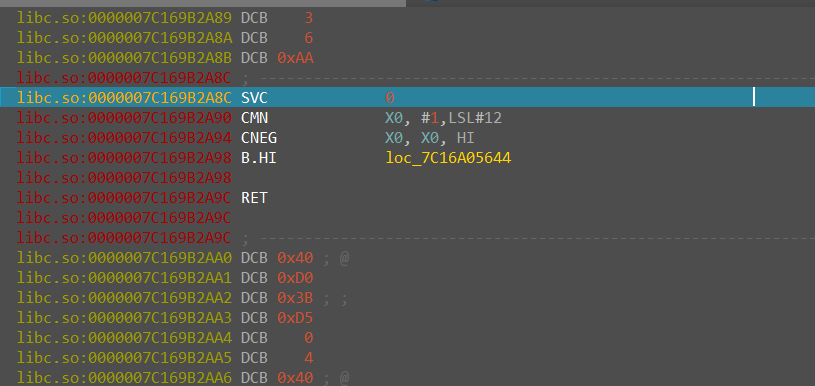 libc.so:0000007C169B2A89 DCB    3
libc.so:0000007C169B2A8A DCB    6
libc.so:0000007C169B2A8B DCB 0xAA
libc.so:0000007C169B2A8C ; ---------------------------------------------------------------------------
libc.so:0000007C169B2A8C SVC             0
libc.so:0000007C169B2A90 CMN             X0, #1,LSL#12
libc.so:0000007C169B2A94 CNEG            X0, X0, HI
libc.so:0000007C169B2A98 B.HI            loc_7C16A05644
libc.so:0000007C169B2A98
libc.so:0000007C169B2A9C RET
libc.so:0000007C169B2A9C
libc.so:0000007C169B2A9C ; ---------------------------------------------------------------------------
libc.so:0000007C169B2AA0 DCB 0x40 ; @
libc.so:0000007C169B2AA1 DCB 0xD0
libc.so:0000007C169B2AA2 DCB 0x3B ; ;
libc.so:0000007C169B2AA3 DCB 0xD5
libc.so:0000007C169B2AA4 DCB    0
libc.so:0000007C169B2AA5 DCB    4
libc.so:0000007C169B2AA6 DCB 0x40 ; @